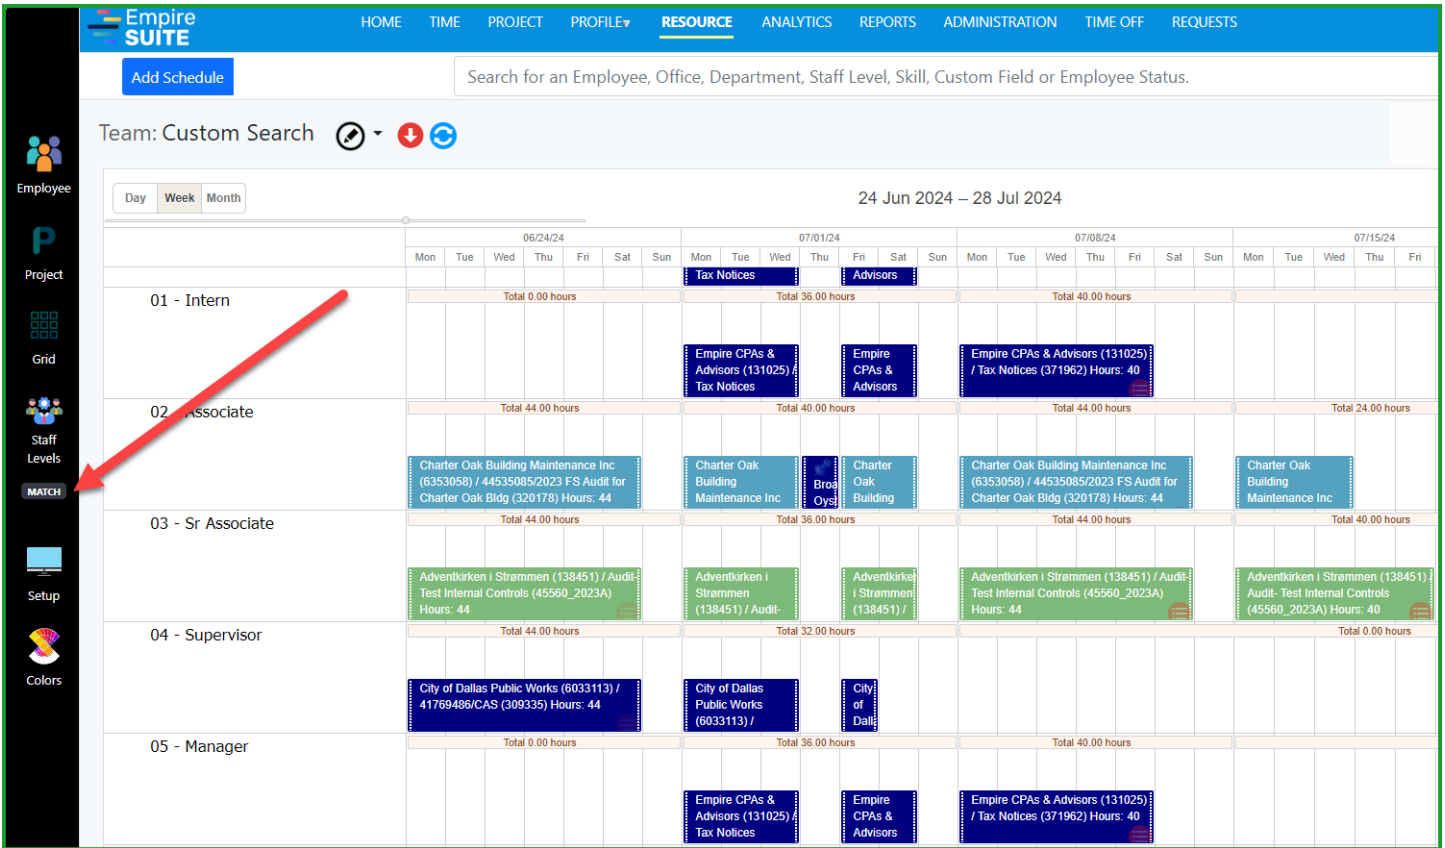 Empire
SUITE
HOME TIME PROJECT PROFILE▾ RESOURCE ANALYTICS REPORTS ADMINISTRATION TIME OFF REQUESTS
Add Schedule
Search for an Employee, Office, Department, Staff Level, Skill, Custom Field or Employee Status.
Team: Custom Search
Employee
Project
Grid
Staff
Levels
MATCH
Setup
Colors
Day Week Month
24 Jun 2024 – 28 Jul 2024
06/24/24 07/01/24 07/08/24 07/15/24
Mon Tue Wed Thu Fri Sat Sun Mon Tue Wed Thu Fri Sat Sun Mon Tue Wed Thu Fri Sat Sun Mon Tue Wed Thu Fri
Tax Notices
Advisors
01 - Intern
Total 0.00 hours Total 36.00 hours Total 40.00 hours
Empire CPAs &
Advisors (131025) /
Tax Notices
Empire
CPAs &
Advisors
Empire CPAs & Advisors (131025)
/ Tax Notices (371962) Hours: 40
02 - Associate
Total 44.00 hours Total 40.00 hours Total 44.00 hours Total 24.00 hours
Charter Oak Building Maintenance Inc
(6353058) / 44535085/2023 FS Audit for
Charter Oak Bldg (320178) Hours: 44
Charter Oak
Building
Maintenance Inc
Broa
Oyst
Charter
Oak
Building
Charter Oak Building Maintenance Inc
(6353058) / 44535085/2023 FS Audit for
Charter Oak Bldg (320178) Hours: 44
Charter Oak
Building
Maintenance Inc
03 - Sr Associate
Total 44.00 hours Total 36.00 hours Total 44.00 hours Total 40.00 hours
Adventkirken i Strømmen (138451) / Audit-
Test Internal Controls (45560_2023A)
Hours: 44
Adventkirken i
Strømmen
(138451) / Audit-
Adventkirken
i Strømmen
(138451) /
Adventkirken i Strømmen (138451) / Audit-
Test Internal Controls (45560_2023A)
Hours: 44
Adventkirken i Strømmen (138451) /
Audit- Test Internal Controls
(45560_2023A) Hours: 40
04 - Supervisor
Total 44.00 hours Total 32.00 hours Total 0.00 hours
City of Dallas Public Works (6033113) /
41769486/CAS (309335) Hours: 44
City of Dallas
Public Works
(6033113) /
City
of
Dalla
05 - Manager
Total 0.00 hours Total 36.00 hours Total 40.00 hours
Empire CPAs &
Advisors (131025) /
Tax Notices
Empire
CPAs &
Advisors
Empire CPAs & Advisors (131025)
/ Tax Notices (371962) Hours: 40